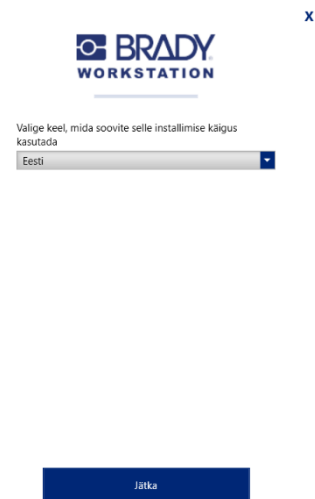 X
BRADY
WORKSTATION
Valige keel, mida soovite selle installimise käigus
kasutada
Eesti
Jätka